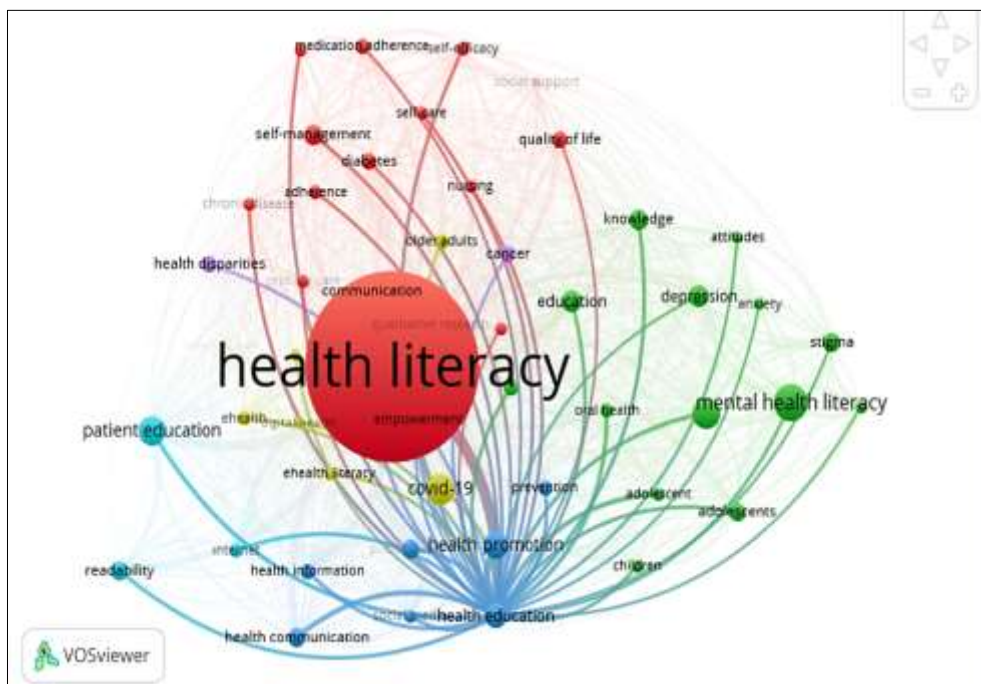 medication adherence
self-efficacy
social support
self-care
self-management
quality of life
diabetes
nursing
adherence
chronic disease
knowledge
attitudes
older adults
cancer
health disparities
communication
education
depression
anxiety
qualitative research
stigma
health literacy
mental health literacy
oral health
ehealth
empowerment
patient education
ehealth literacy
covid-19
prevention
adolescent
adolescents
health promotion
internet
children
readability
health information
health education
health communication
VOSviewer